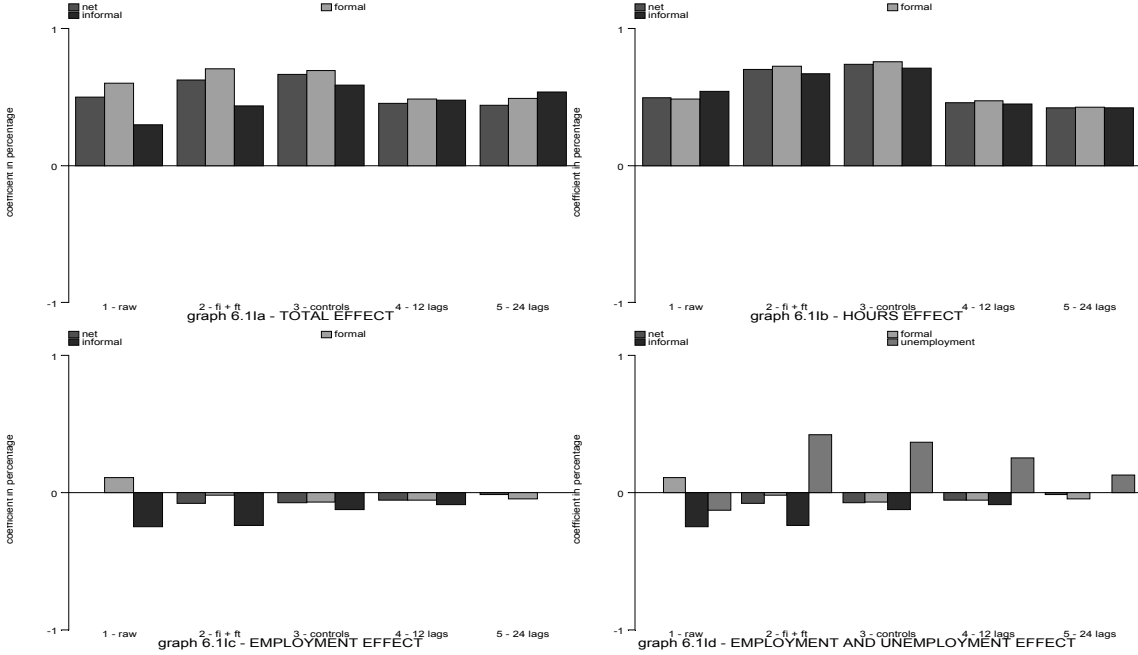 net
formal
informal
1
0
-1
coefficient in percentage
1 - raw
2 - fi + ft
3 - controls
4 - 12 lags
5 - 24 lags
graph 6.1Ia - TOTAL EFFECT
net
formal
informal
1
0
-1
coefficient in percentage
1 - raw
2 - fi + ft
3 - controls
4 - 12 lags
5 - 24 lags
graph 6.1Ib - HOURS EFFECT
net
formal
informal
1
0
-1
coefficient in percentage
1 - raw
2 - fi + ft
3 - controls
4 - 12 lags
5 - 24 lags
graph 6.1Ic - EMPLOYMENT EFFECT
net
formal
informal
unemployment
1
0
-1
coefficient in percentage
1 - raw
2 - fi + ft
3 - controls
4 - 12 lags
5 - 24 lags
graph 6.1Id - EMPLOYMENT AND UNEMPLOYMENT EFFECT